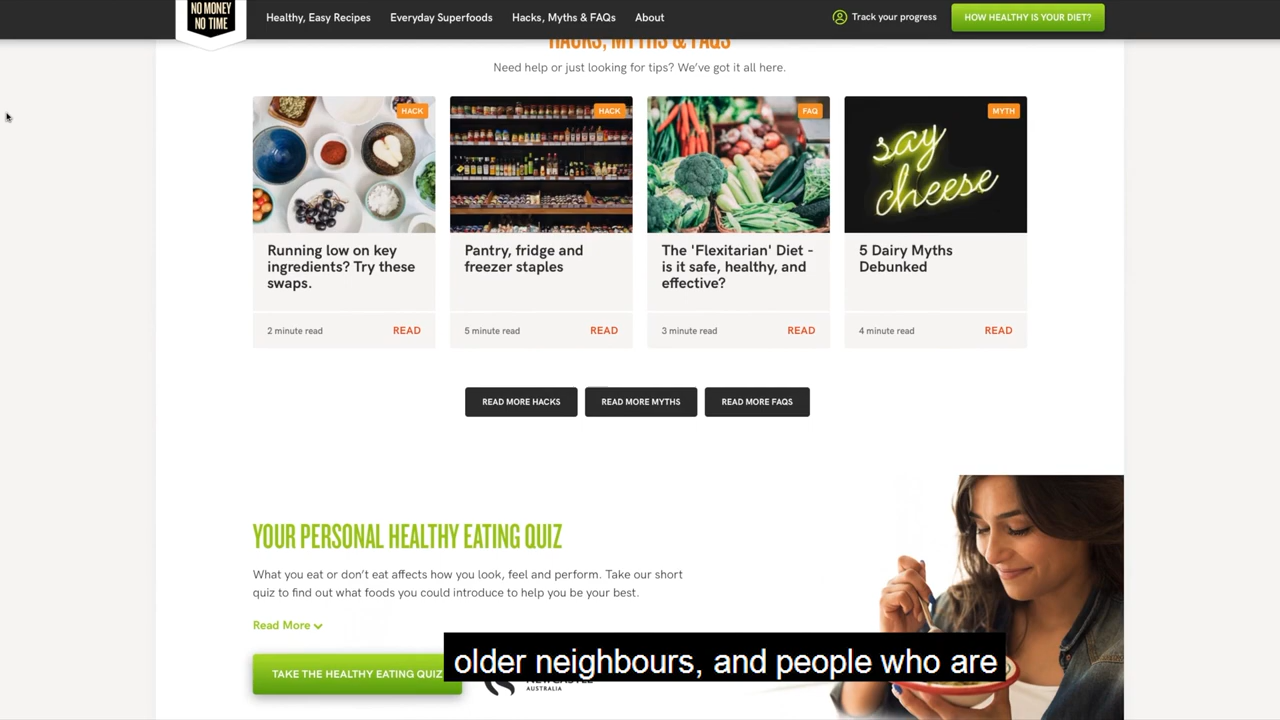 NO MONEY
NO TIME
Healthy, Easy Recipes
Everyday Superfoods
Hacks, Myths & FAQs
About
Track your progress
HOW HEALTHY IS YOUR DIET?
HACKS, MYTHS & FAQS
Need help or just looking for tips? We've got it all here.
HACK
HACK
FAQ
MYTH
say
cheese
Running low on key
ingredients? Try these
swaps.
Pantry, fridge and
freezer staples
The 'Flexitarian' Diet -
is it safe, healthy, and
effective?
5 Dairy Myths
Debunked
2 minute read
READ
5 minute read
READ
3 minute read
READ
4 minute read
READ
READ MORE HACKS
READ MORE MYTHS
READ MORE FAQS
YOUR PERSONAL HEALTHY EATING QUIZ
What you eat or don't eat affects how you look, feel and perform. Take our short
quiz to find out what foods you could introduce to help you be your best.
Read More
TAKE THE HEALTHY EATING QUIZ
older neighbours, and people who are
AUSTRALIA